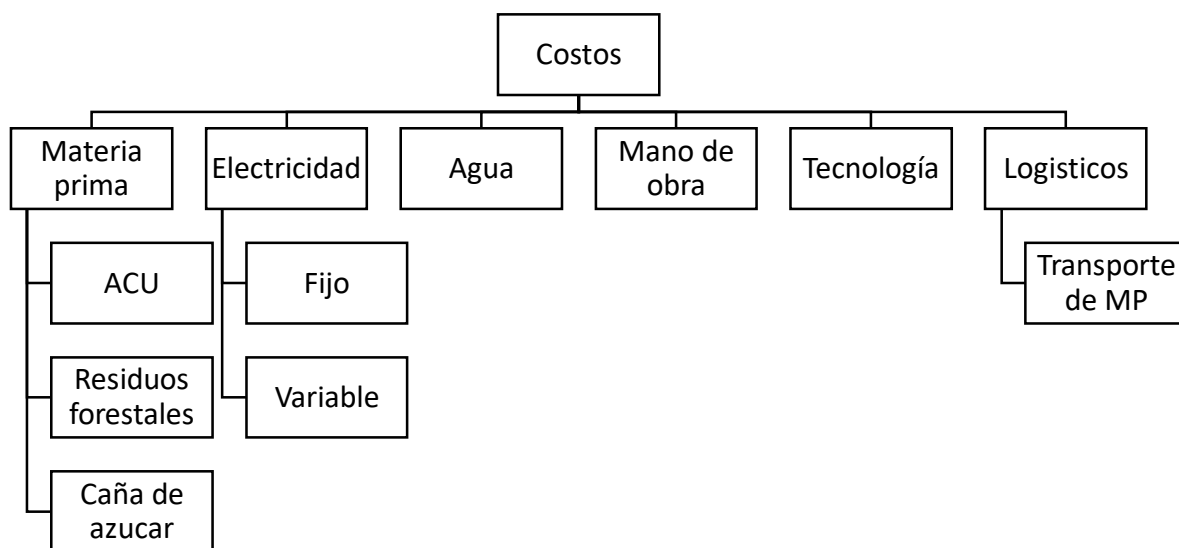 Costos
Materia
prima
Electricidad
Agua
Mano de
obra
Tecnología
Logisticos
ACU
Fijo
Transporte
de MP
Residuos
forestales
Variable
Caña de
azucar